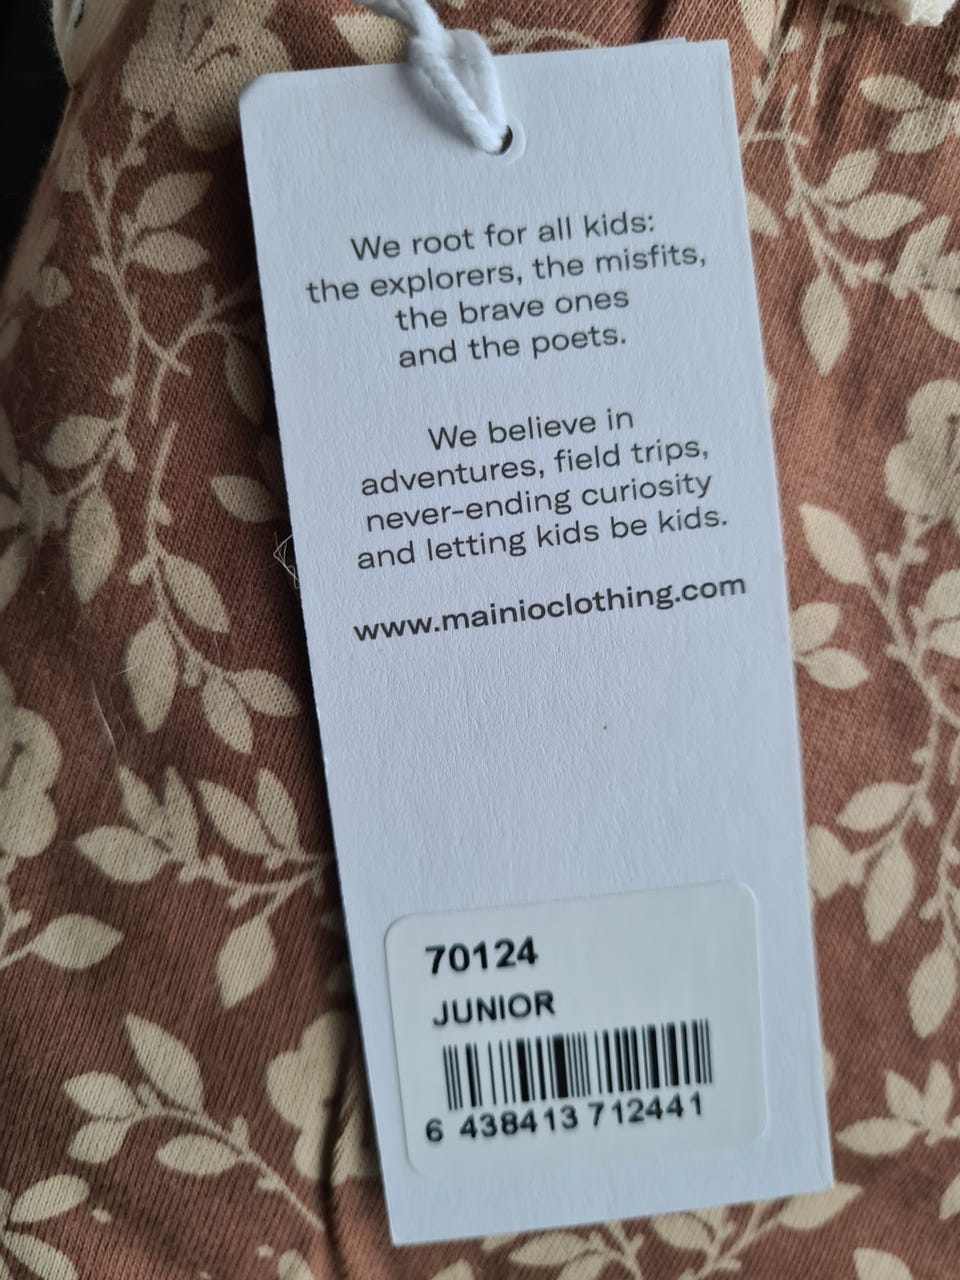 We root for all kids:
the explorers, the misfits,
the brave ones
and the poets.
We believe in
adventures, field trips,
never-ending curiosity
and letting kids be kids.
www.mainioclothing.com
70124
JUNIOR
6 438413 712441